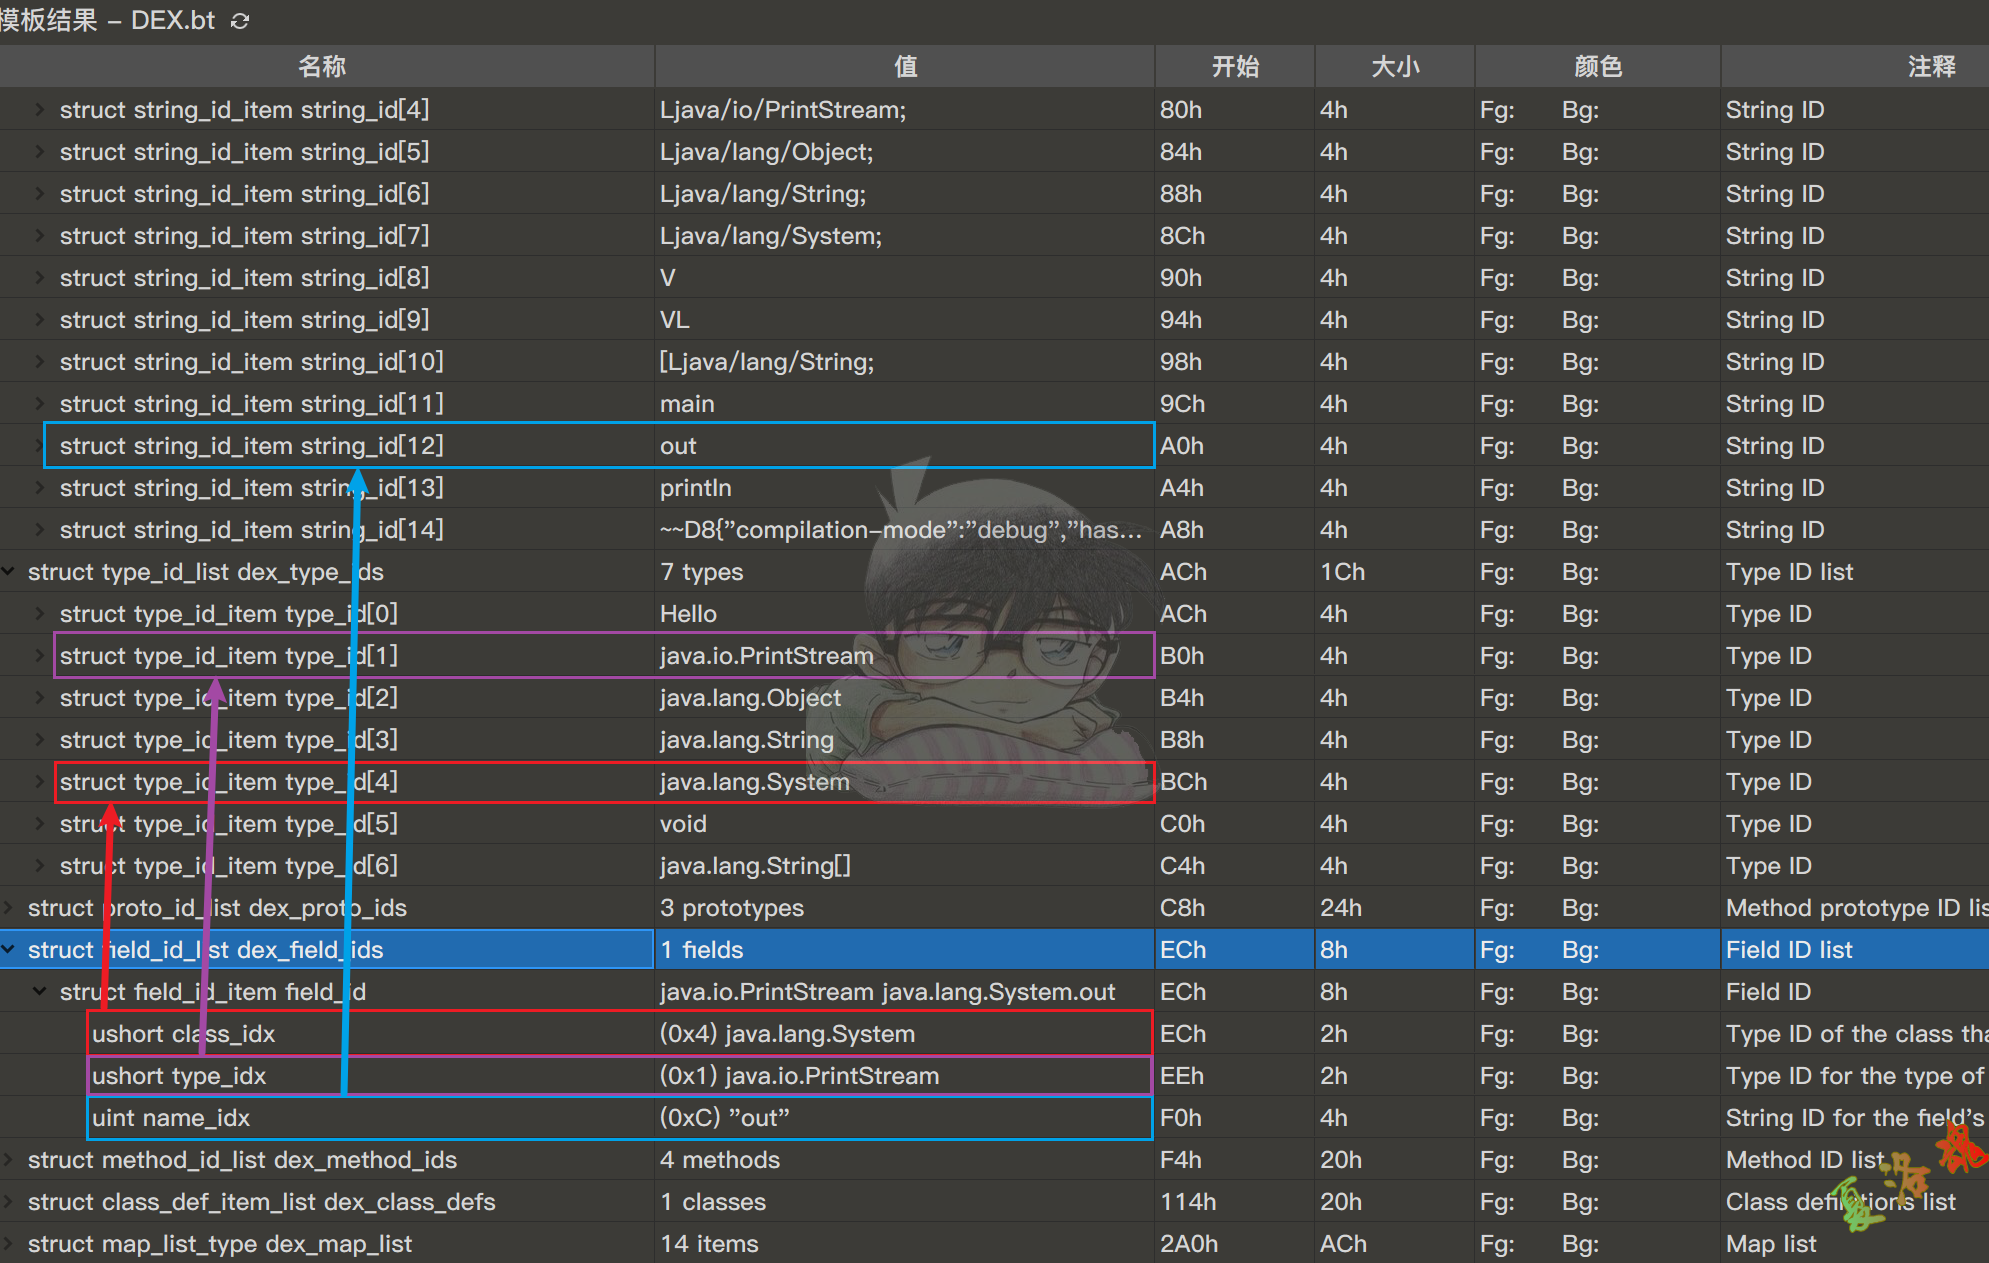 模板结果 – DEX.bt
名称 值 开始 大小 颜色 注释
struct string_id_item string_id[4] Ljava/io/PrintStream; 80h 4h Fg: Bg: String ID
struct string_id_item string_id[5] Ljava/lang/Object; 84h 4h Fg: Bg: String ID
struct string_id_item string_id[6] Ljava/lang/String; 88h 4h Fg: Bg: String ID
struct string_id_item string_id[7] Ljava/lang/System; 8Ch 4h Fg: Bg: String ID
struct string_id_item string_id[8] V 90h 4h Fg: Bg: String ID
struct string_id_item string_id[9] VL 94h 4h Fg: Bg: String ID
struct string_id_item string_id[10] [Ljava/lang/String; 98h 4h Fg: Bg: String ID
struct string_id_item string_id[11] main 9Ch 4h Fg: Bg: String ID
struct string_id_item string_id[12] out A0h 4h Fg: Bg: String ID
struct string_id_item string_id[13] println A4h 4h Fg: Bg: String ID
struct string_id_item string_id[14] ~~D8{"compilation-mode":"debug","has... A8h 4h Fg: Bg: String ID
struct type_id_list dex_type_ids 7 types ACh 1Ch Fg: Bg: Type ID list
struct type_id_item type_id[0] Hello ACh 4h Fg: Bg: Type ID
struct type_id_item type_id[1] java.io.PrintStream B0h 4h Fg: Bg: Type ID
struct type_id_item type_id[2] java.lang.Object B4h 4h Fg: Bg: Type ID
struct type_id_item type_id[3] java.lang.String B8h 4h Fg: Bg: Type ID
struct type_id_item type_id[4] java.lang.System BCh 4h Fg: Bg: Type ID
struct type_id_item type_id[5] void C0h 4h Fg: Bg: Type ID
struct type_id_item type_id[6] java.lang.String[] C4h 4h Fg: Bg: Type ID
struct proto_id_list dex_proto_ids 3 prototypes C8h 24h Fg: Bg: Method prototype ID lis
struct field_id_list dex_field_ids 1 fields ECh 8h Fg: Bg: Field ID list
struct field_id_item field_id java.io.PrintStream java.lang.System.out ECh 8h Fg: Bg: Field ID
ushort class_idx (0x4) java.lang.System ECh 2h Fg: Bg: Type ID of the class tha
ushort type_idx (0x1) java.io.PrintStream EEh 2h Fg: Bg: Type ID for the type of
uint name_idx (0xC) "out" F0h 4h Fg: Bg: String ID for the field's
struct method_id_list dex_method_ids 4 methods F4h 20h Fg: Bg: Method ID list
struct class_def_item_list dex_class_defs 1 classes 114h 20h Fg: Bg: Class definitions list
struct map_list_type dex_map_list 14 items 2A0h ACh Fg: Bg: Map list